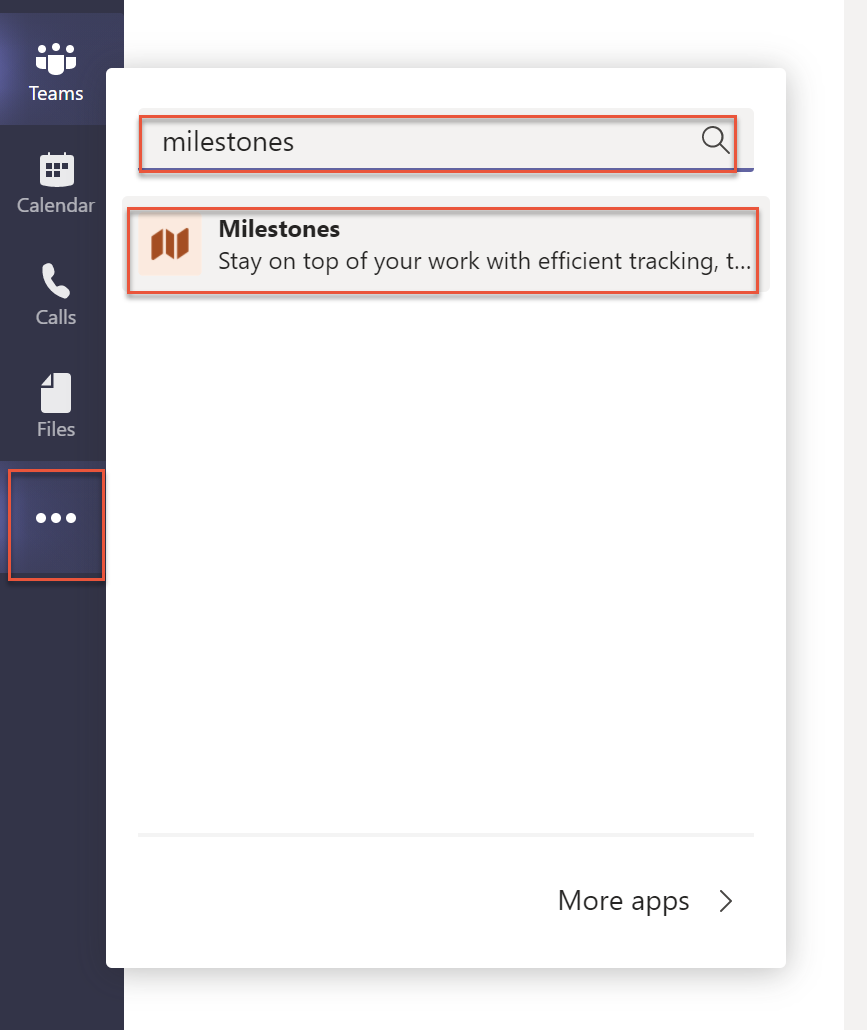 Teams
Calendar
Calls
Files
milestones
Milestones
Stay on top of your work with efficient tracking, t...
More apps